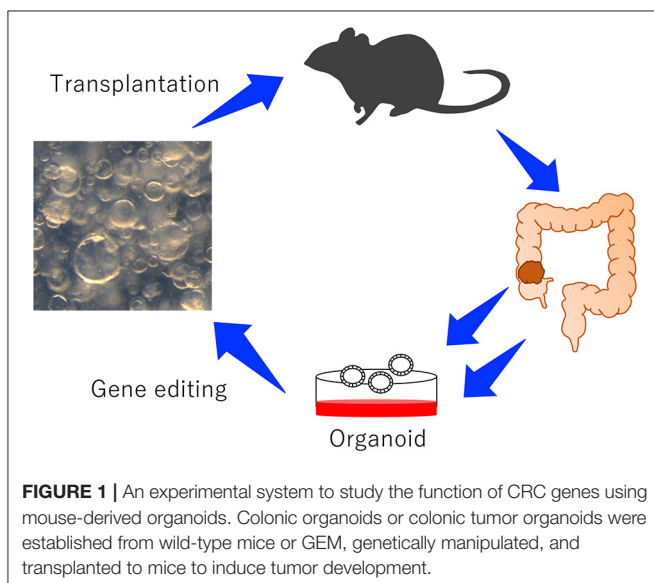 Transplantation
Gene editing
Organoid
FIGURE 1 | An experimental system to study the function of CRC genes using
mouse-derived organoids. Colonic organoids or colonic tumor organoids were
established from wild-type mice or GEM, genetically manipulated, and
transplanted to mice to induce tumor development.